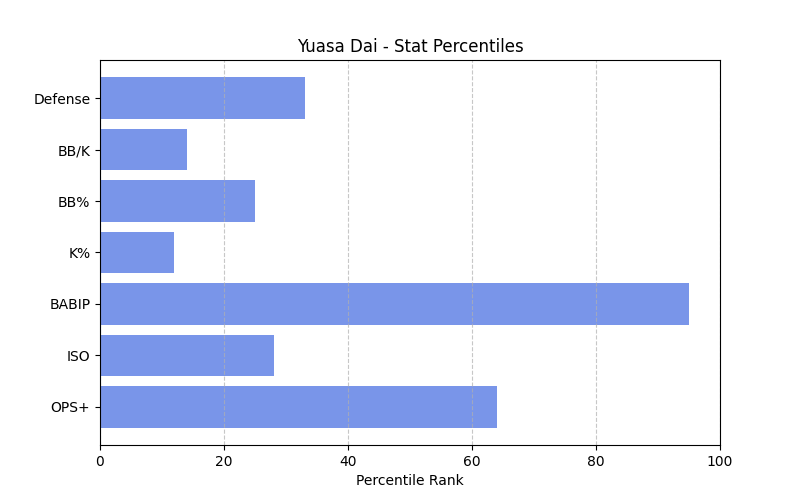 Yuasa Dai - Stat Percentiles
Defense
BB/K
BB%
K%
BABIP
ISO
OPS+
0 20 40 60 80 100
Percentile Rank